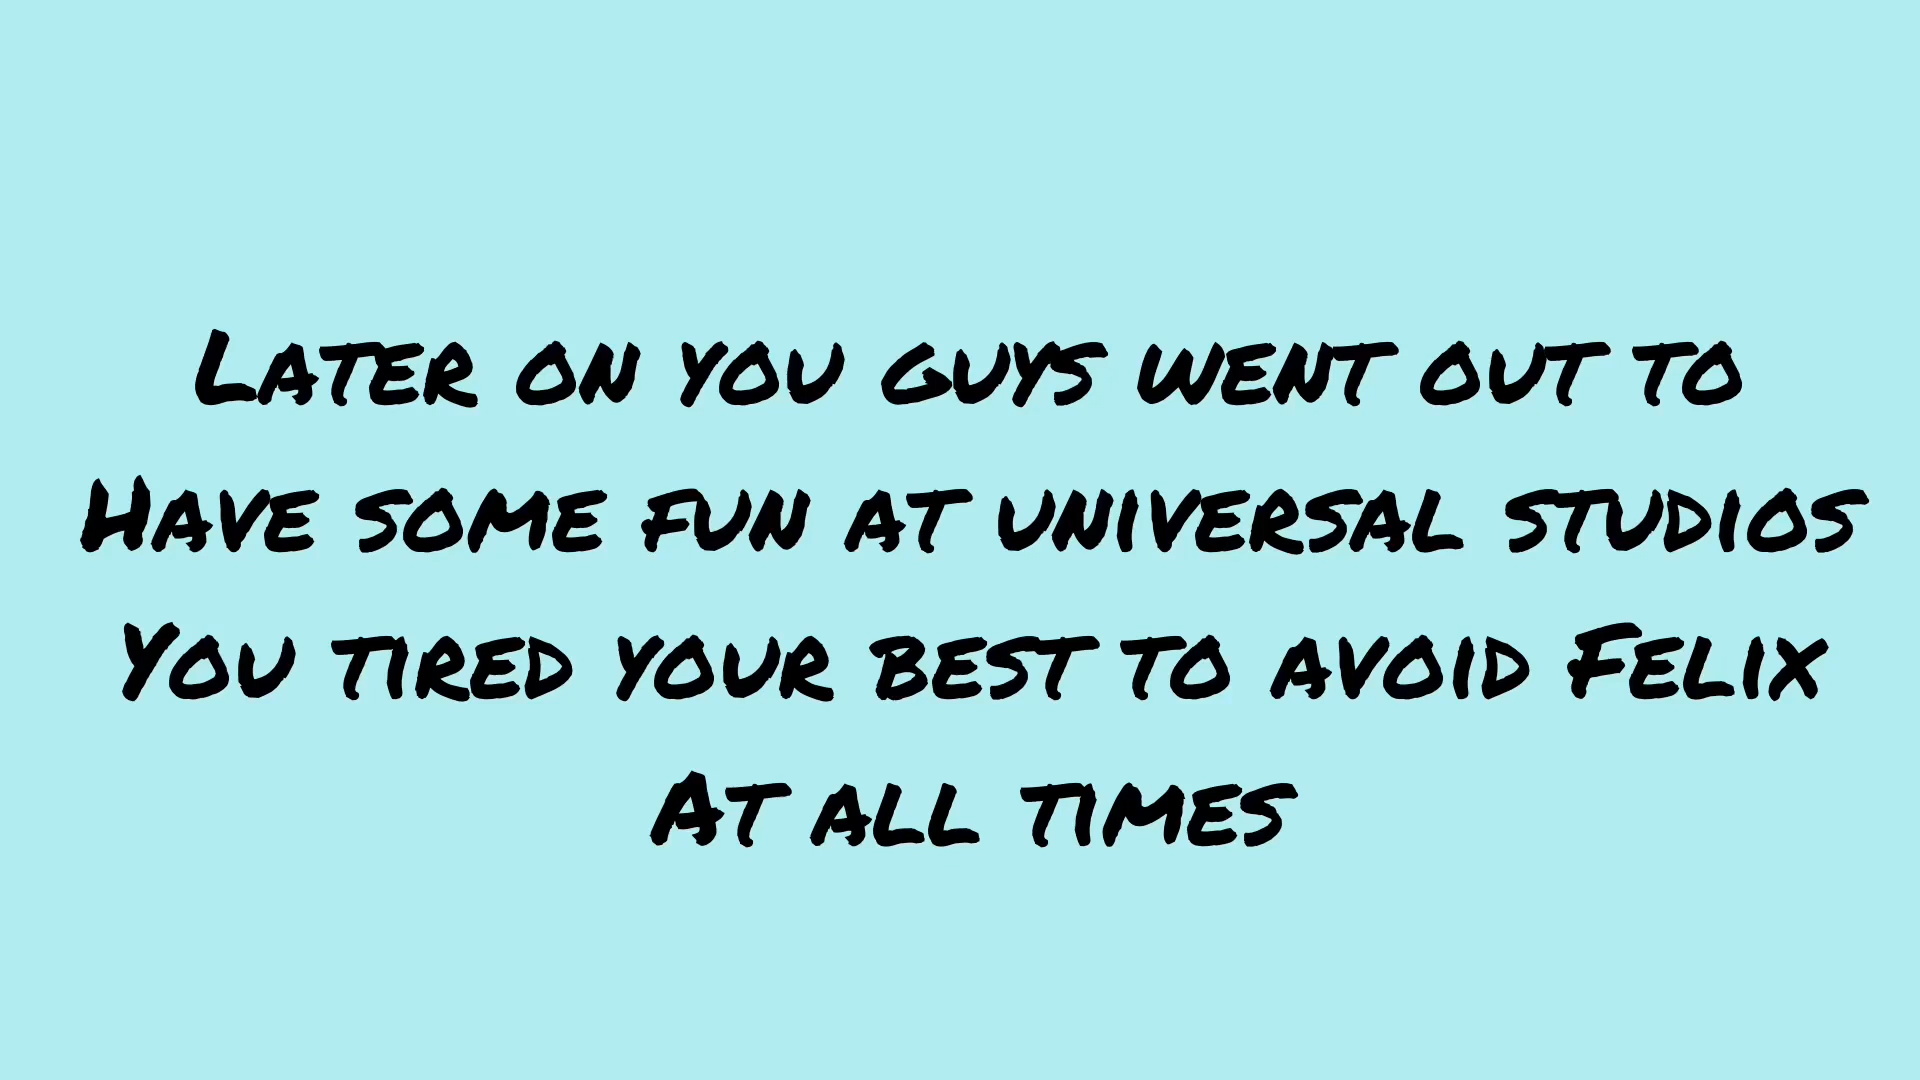 Later on you guys went out to
Have some fun at universal studios
You tired your best to avoid Felix
At all times